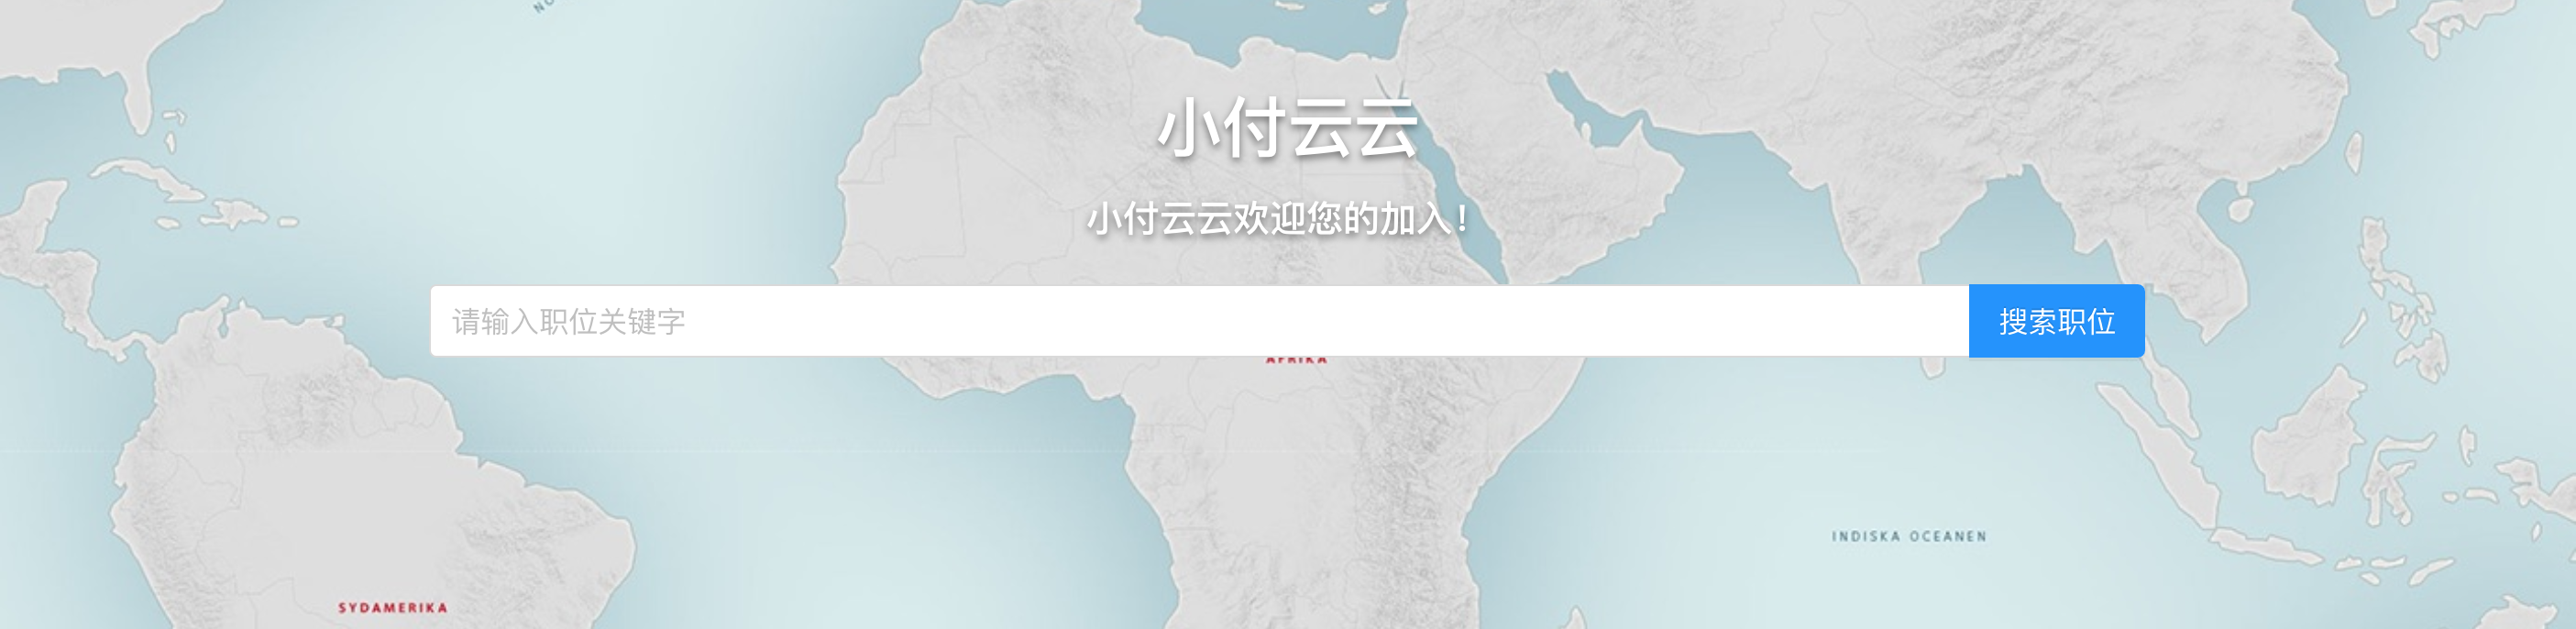 小付云云
小付云云欢迎您的加入！
请输入职位关键字
搜索职位
AFRIKA
INDISKA OCEANEN
SYDAMERIKA